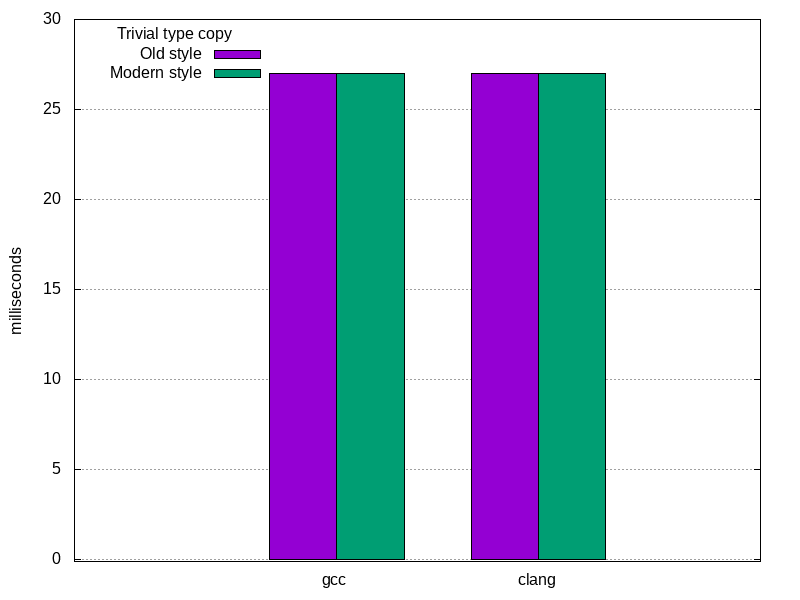 Trivial type copy
Old style
Modern style
30
25
20
15
10
5
0
milliseconds
gcc
clang